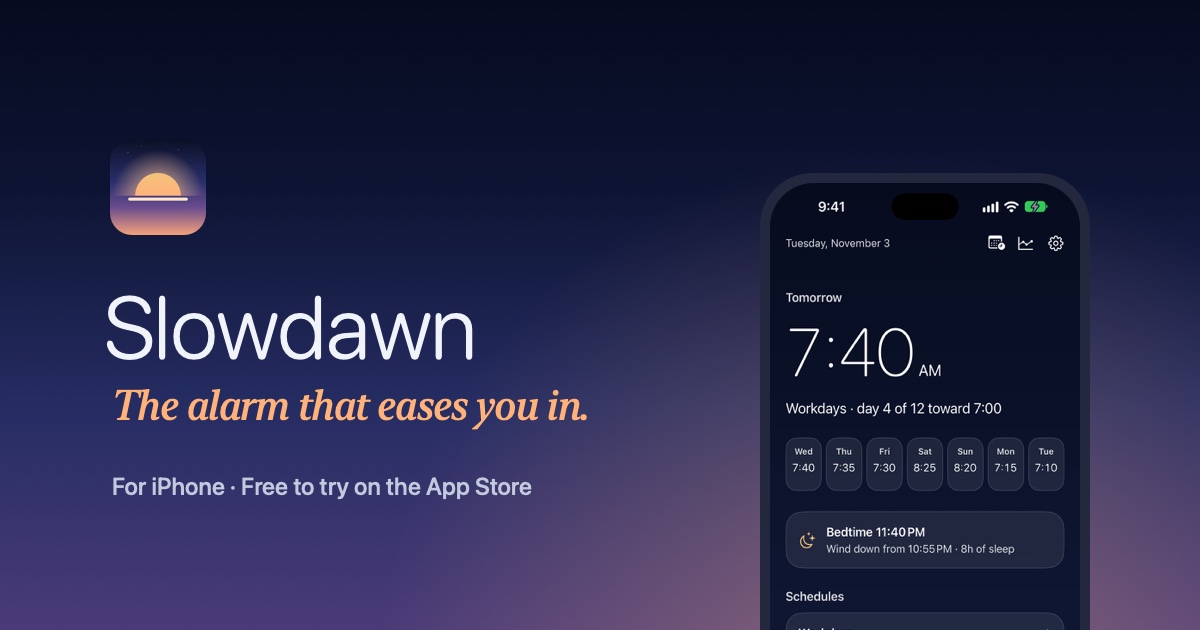 Slowdawn
The alarm that eases you in.
For iPhone · Free to try on the App Store
9:41
Tuesday, November 3
Tomorrow
7:40 AM
Workdays · day 4 of 12 toward 7:00
Wed Thu Fri Sat Sun Mon Tue
7:40 7:35 7:30 8:25 8:20 7:15 7:10
Bedtime 11:40 PM
Wind down from 10:55 PM · 8h of sleep
Schedules